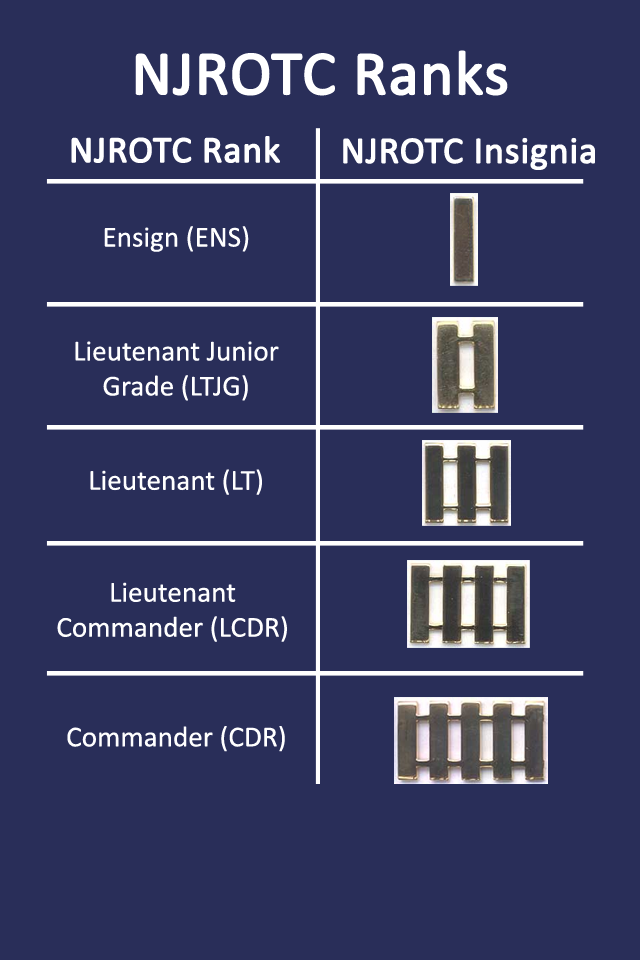 NJROTC Ranks
NJROTC Rank
NJROTC Insignia
Ensign (ENS)
Lieutenant Junior
Grade (LTJG)
Lieutenant (LT)
Lieutenant
Commander (LCDR)
Commander (CDR)